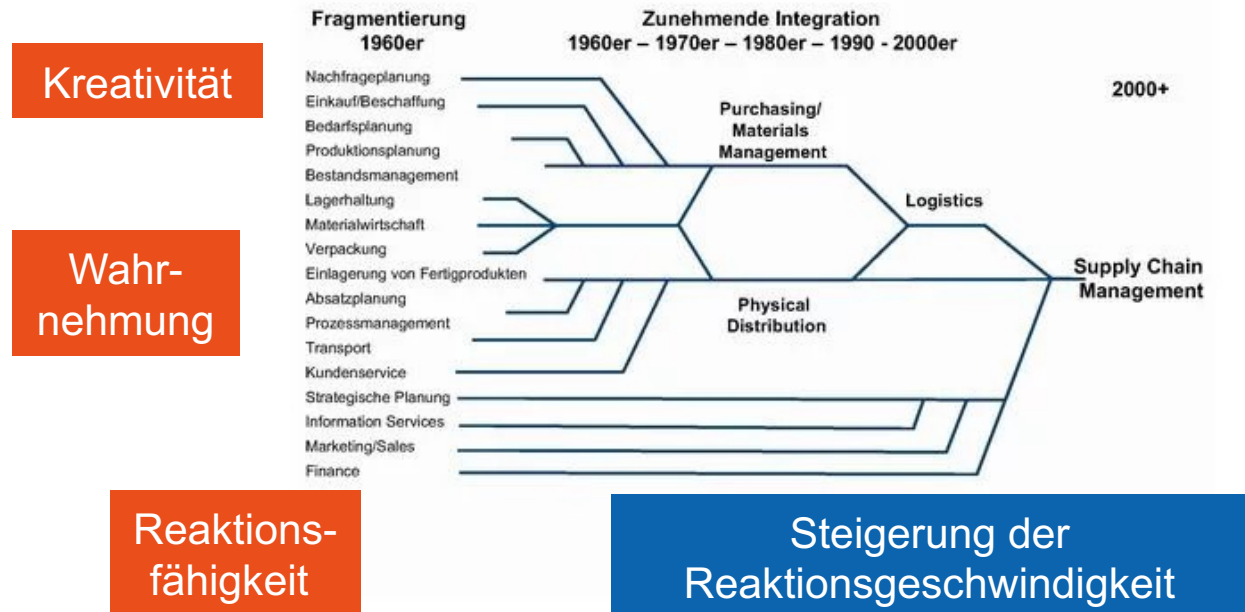 Fragmentierung
1960er
Zunehmende Integration
1960er – 1970er – 1980er – 1990 - 2000er
2000+
Kreativität
Wahr-
nehmung
Nachfrageplanung
Einkauf/Beschaffung
Bedarfsplanung
Produktionsplanung
Bestandsmanagement
Lagerhaltung
Materialwirtschaft
Verpackung
Einlagerung von Fertigprodukten
Absatzplanung
Prozessmanagement
Transport
Kundenservice
Strategische Planung
Information Services
Marketing/Sales
Finance
Purchasing/
Materials
Management
Logistics
Physical
Distribution
Supply Chain
Management
Reaktions-
fähigkeit
Steigerung der
Reaktionsgeschwindigkeit